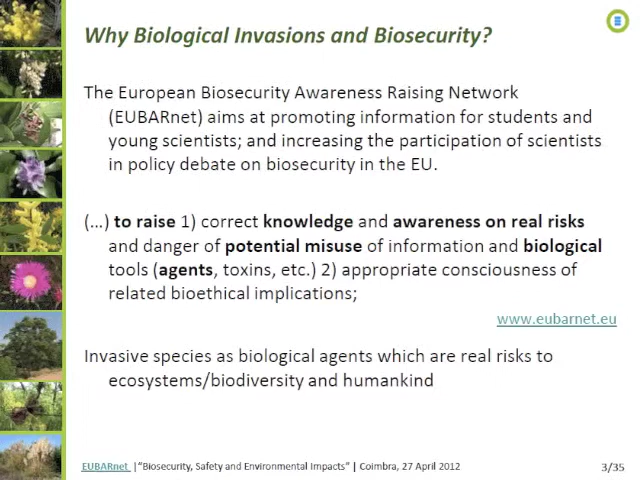 Why Biological Invasions and Biosecurity?
The European Biosecurity Awareness Raising Network
(EUBARnet) aims at promoting information for students and
young scientists; and increasing the participation of scientists
in policy debate on biosecurity in the EU.
(…) to raise 1) correct knowledge and awareness on real risks
and danger of potential misuse of information and biological
tools (agents, toxins, etc.) 2) appropriate consciousness of
related bioethical implications;
www.eubarnet.eu
Invasive species as biological agents which are real risks to
ecosystems/biodiversity and humankind
EUBARnet |"Biosecurity, Safety and Environmental Impacts" | Coimbra, 27 April 2012
3/35